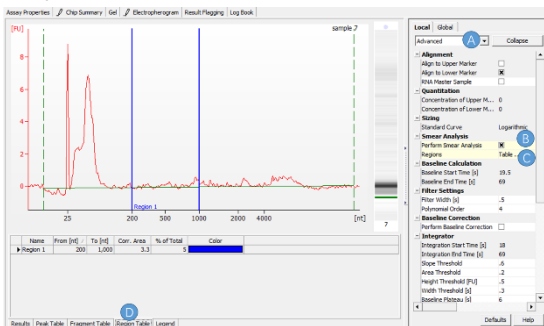 Assay Properties Chip Summary Gel Electropherogram Result Flagging Log Book
[FU] sample 7
8
6
4
2
0
Region 1
25 200 500 1000 2000 4000 [nt]
7
Name From [nt] To [nt] Corr. Area % of Total Color
Region 1 200 1,000 3.3 5
D
Results Peak Table Fragment Table Region Table Legend
Local Global
Advanced A Collapse
Alignment
Align to Upper Marker
Align to Lower Marker
RNA Master Sample
Quantitation
Concentration of Upper M... 0
Concentration of Lower M... 0
Sizing
Standard Curve Logarithmic
Smear Analysis B
Perform Smear Analysis
Regions Table... C
Baseline Calculation
Baseline Start Time [s] 19.5
Baseline End Time [s] 69
Filter Settings
Filter Width [s] .5
Polynomial Order 4
Baseline Correction
Perform Baseline Correction
Integrator
Integration Start Time [s] 18
Integration End Time [s] 69
Slope Threshold .6
Area Threshold .2
Height Threshold [FU] .5
Width Threshold [s] .3
Baseline Plateau [s] 6
Defaults Help